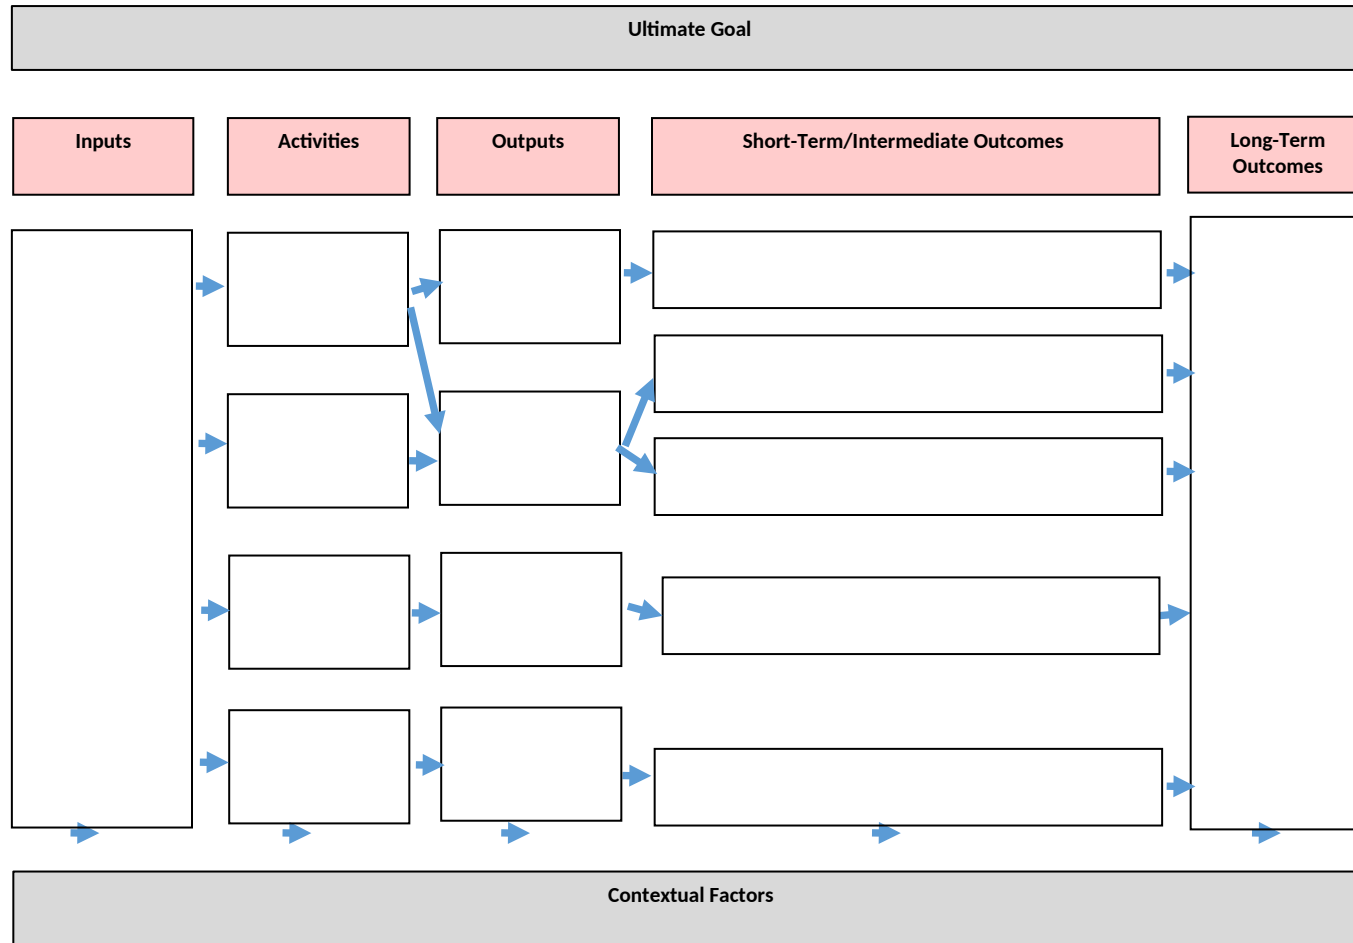 Ultimate Goal
Inputs
Activities
Outputs
Short-Term/Intermediate Outcomes
Long-Term
Outcomes
Contextual Factors